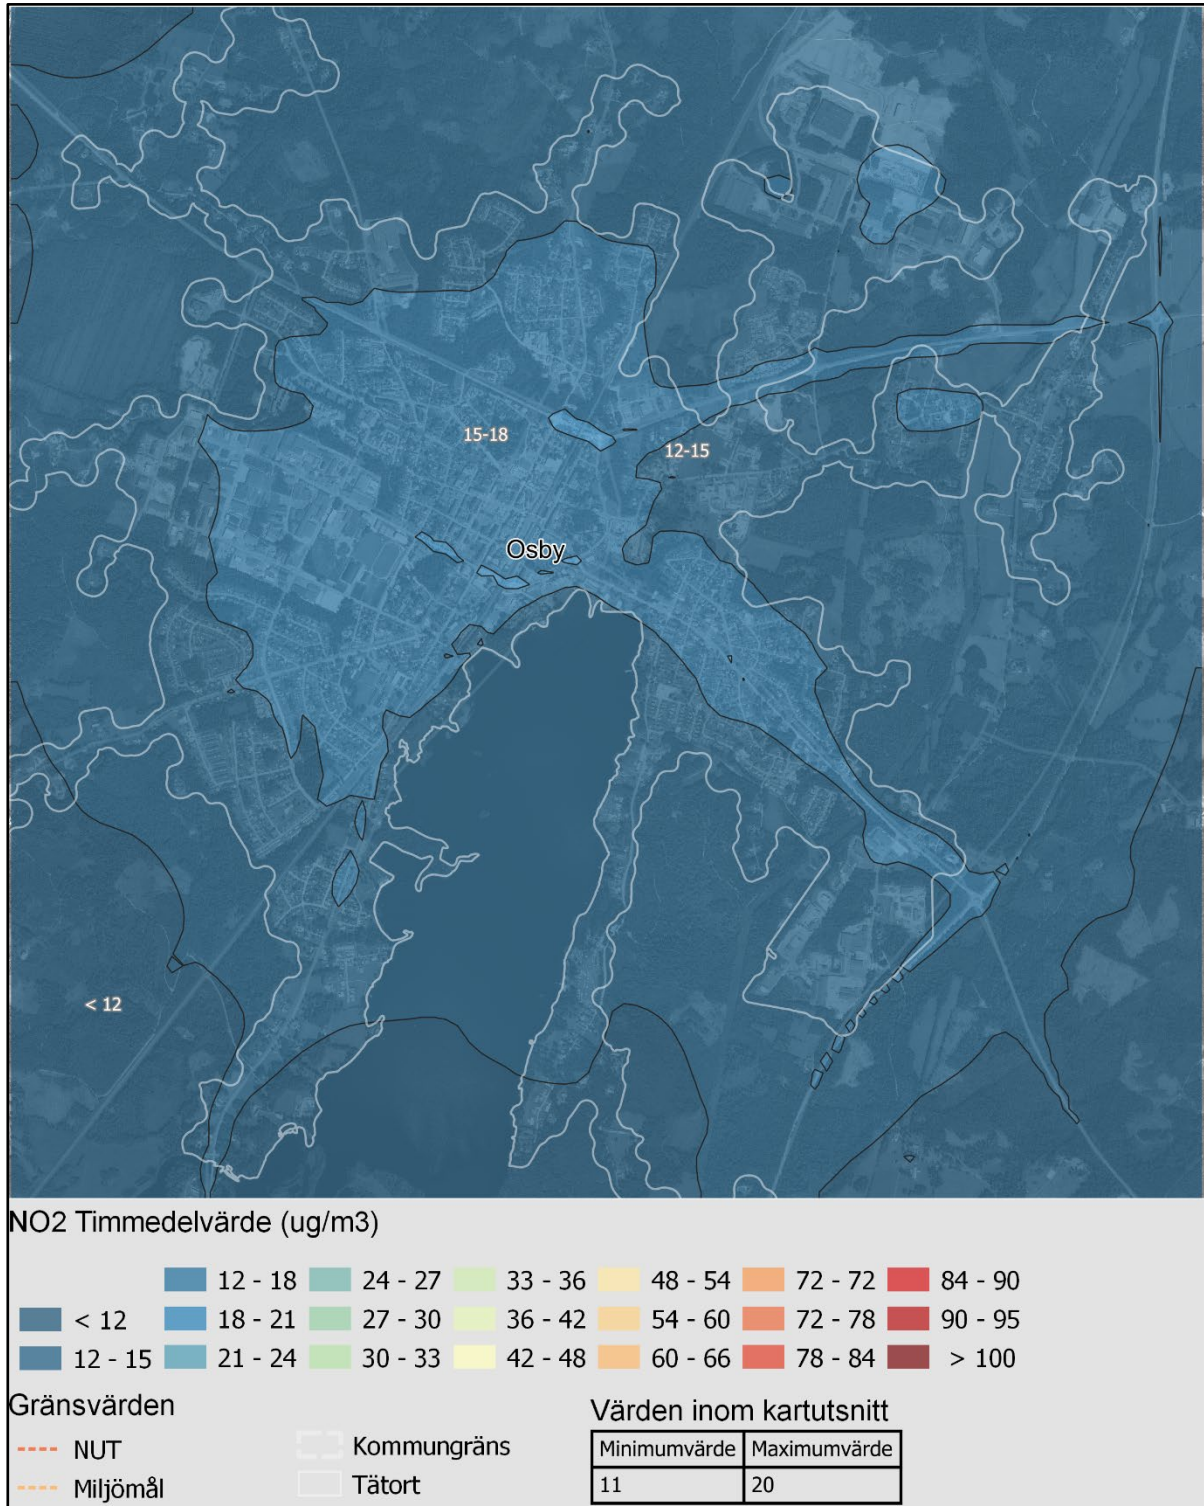 15-18
12-15
Osby
< 12
NO2 Timmedelvärde (ug/m3)
12 - 18 24 - 27 33 - 36 48 - 54 72 - 72 84 - 90
< 12 18 - 21 27 - 30 36 - 42 54 - 60 72 - 78 90 - 95
12 - 15 21 - 24 30 - 33 42 - 48 60 - 66 78 - 84 > 100
Gränsvärden
NUT
Miljömål
Kommungräns
Tätort
Värden inom kartutsnitt
Minimumvärde Maximumvärde
11 20